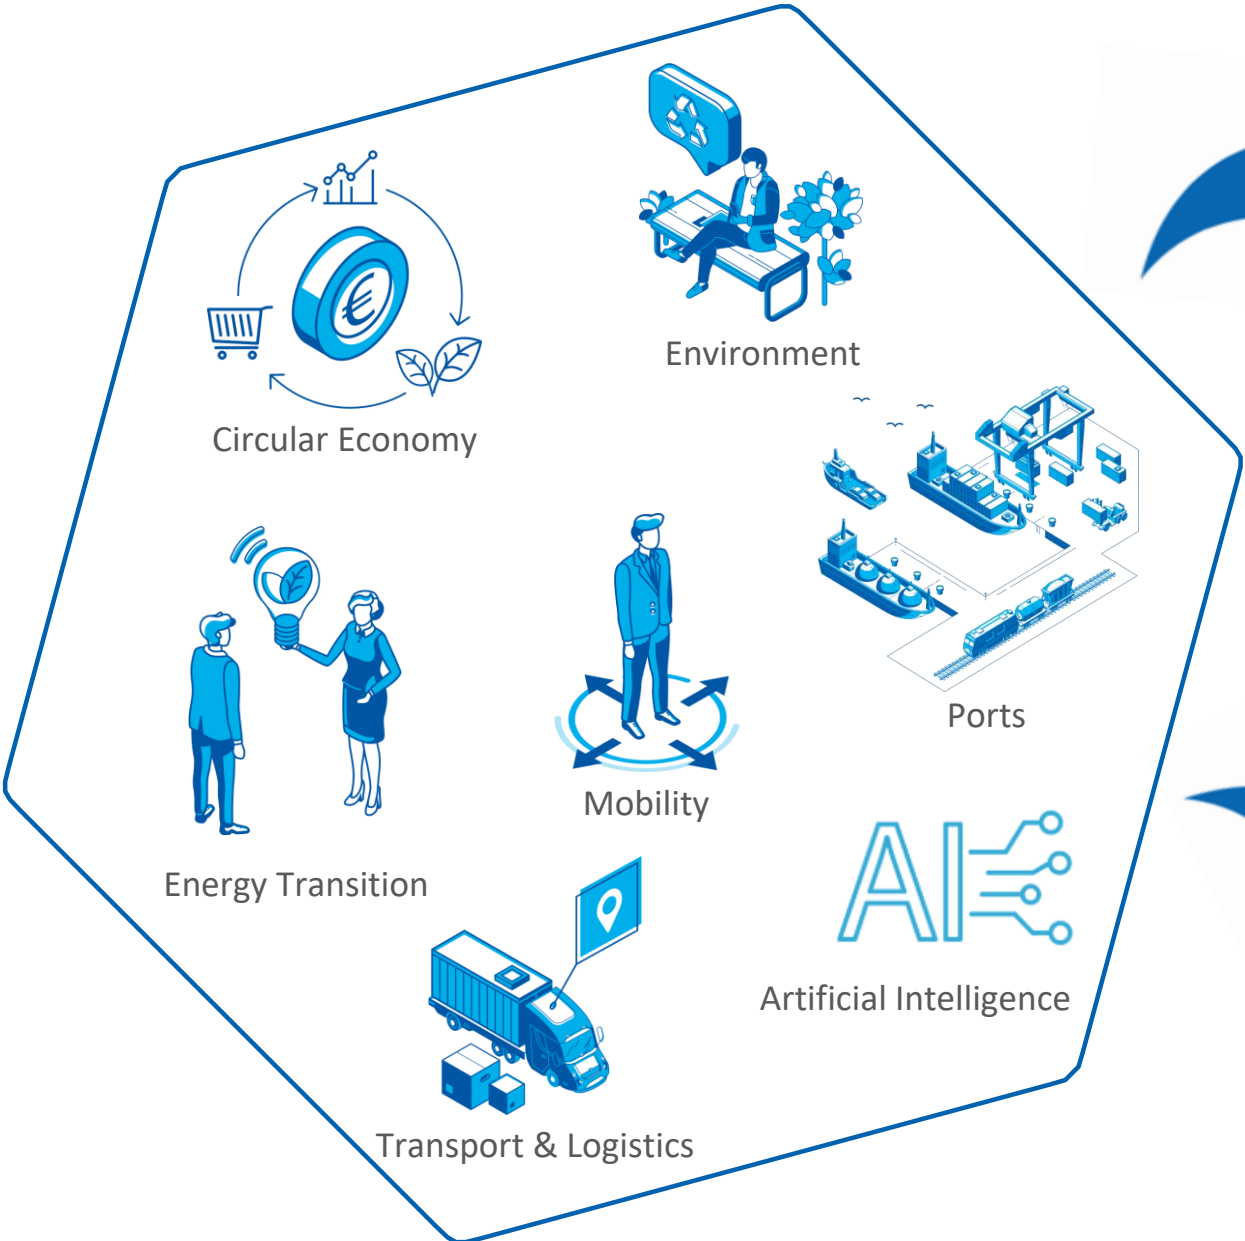 Environment
Circular Economy
Ports
Mobility
Energy Transition
AI
Artificial Intelligence
Transport & Logistics